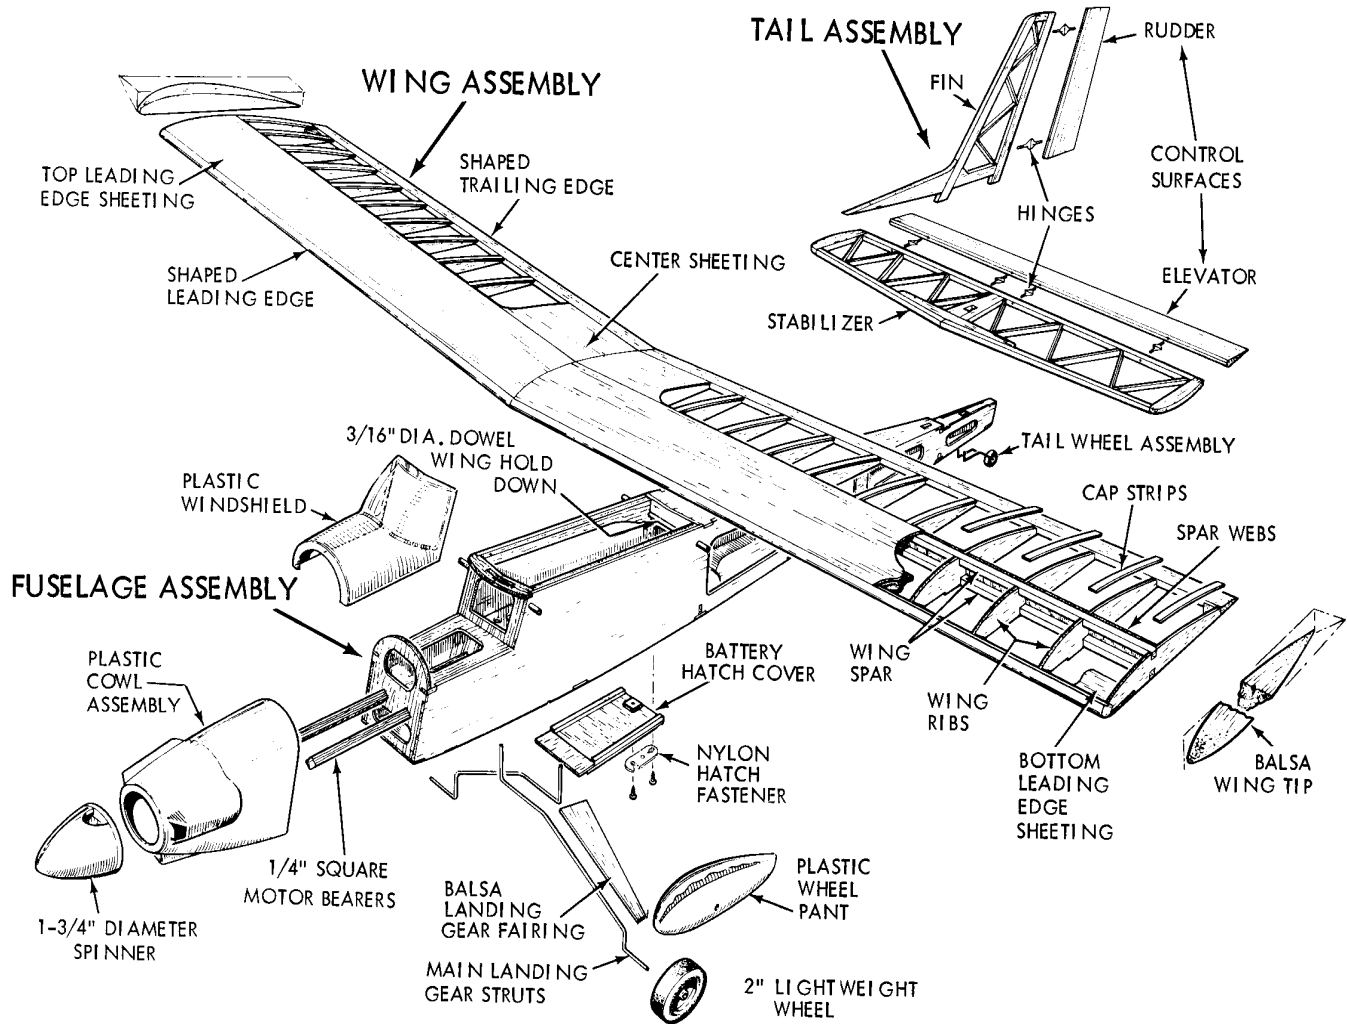 TAIL ASSEMBLY
RUDDER
WING ASSEMBLY
FIN
CONTROL
SURFACES
SHAPED
TRAILING EDGE
TOP LEADING
EDGE SHEETING
HINGES
CENTER SHEETING
SHAPED
LEADING EDGE
ELEVATOR
STABILIZER
3/16" DIA. DOWEL
WING HOLD
DOWN
TAIL WHEEL ASSEMBLY
PLASTIC
WINDSHIELD
CAP STRIPS
SPAR WEBS
FUSELAGE ASSEMBLY
BATTERY
HATCH COVER
WING
SPAR
PLASTIC
COWL
ASSEMBLY
WING
RIBS
NYLON
HATCH
FASTENER
BOTTOM
LEADING
EDGE
SHEETING
BALSA
WING TIP
1/4" SQUARE
MOTOR BEARERS
BALSA
LANDING
GEAR FAIRING
PLASTIC
WHEEL
PANT
1-3/4" DIAMETER
SPINNER
MAIN LANDING
GEAR STRUTS
2" LIGHTWEIGHT
WHEEL